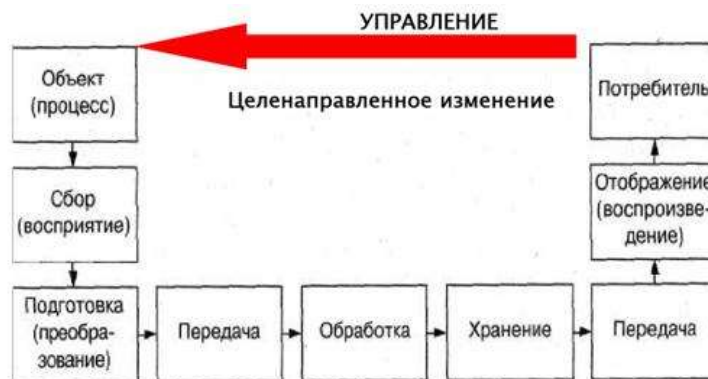 УПРАВЛЕНИЕ
Объект
(процесс)
Целенаправленное изменение
Потребитель
Сбор
(восприятие)
Отображение
(воспроизве-
дение)
Подготовка
(преобра-
зование)
Передача
Обработка
Хранение
Передача